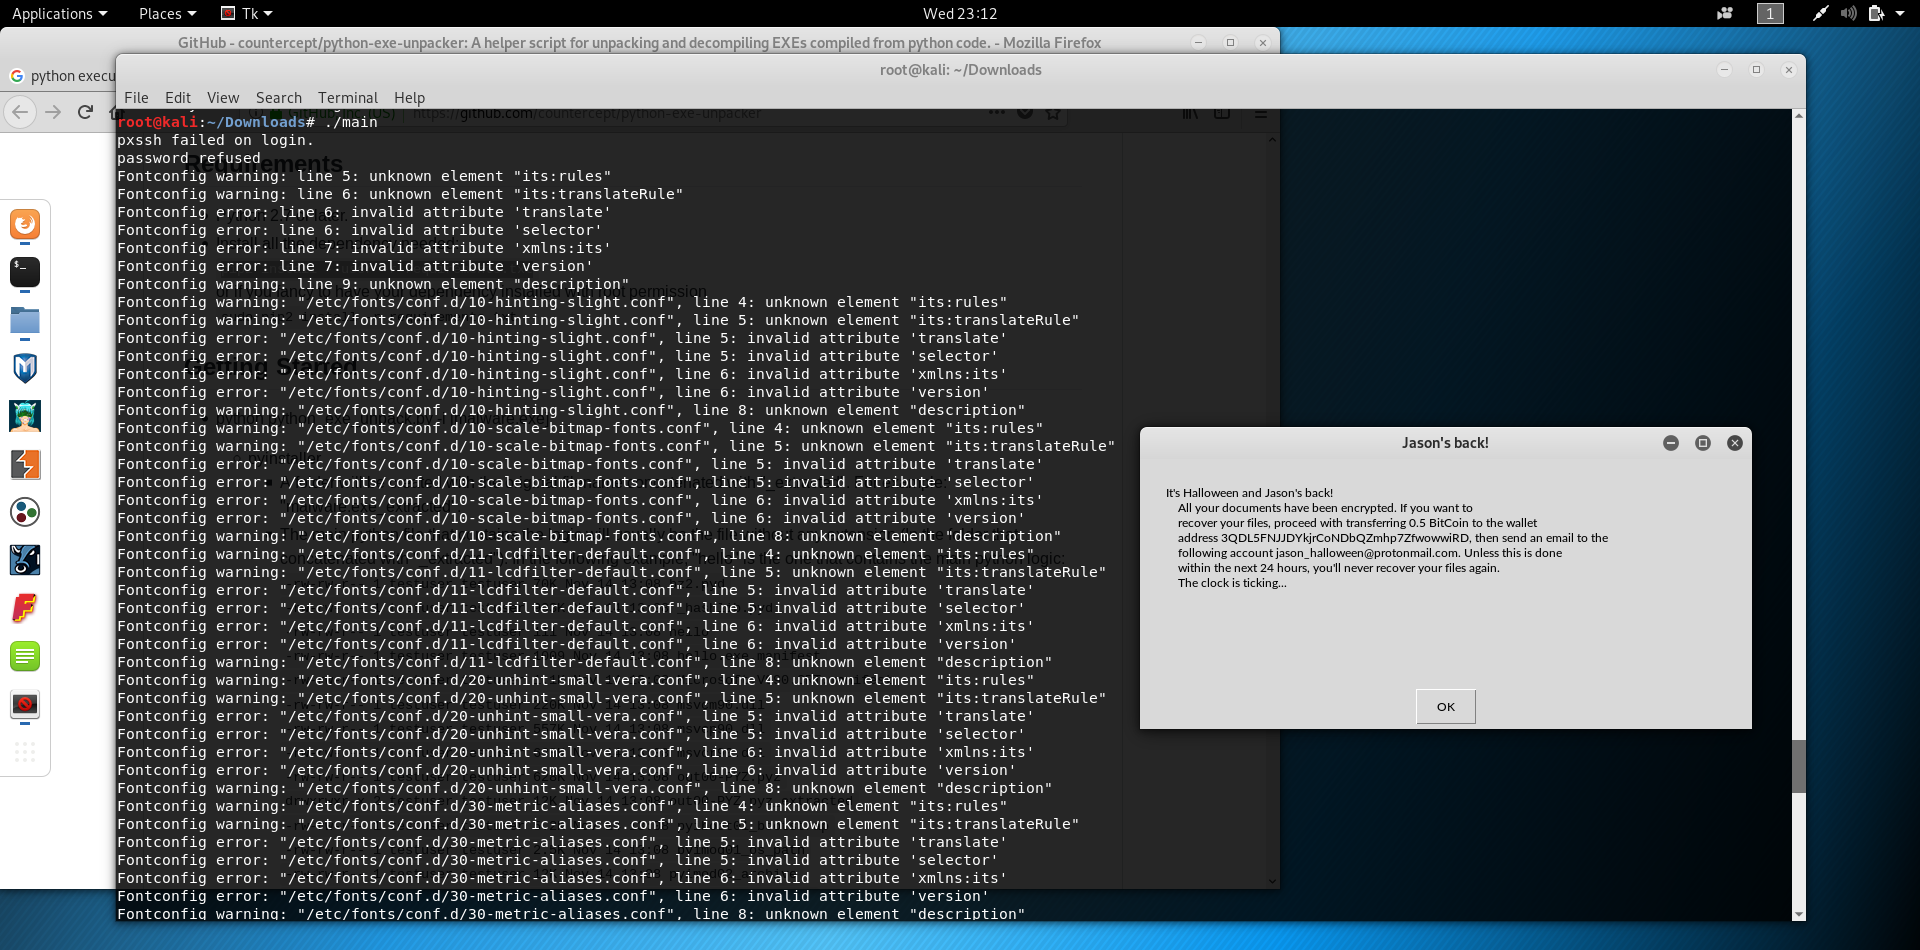 Applications Places Tk Wed 23:12 1
GitHub - countercept/python-exe-unpacker: A helper script for unpacking and decompiling EXEs compiled from python code. - Mozilla Firefox
python execu
root@kali: ~/Downloads
File Edit View Search Terminal Help
https://github.com/countercept/python-exe-unpacker
root@kali:~/Downloads# ./main
pxssh failed on login.
password refused
Requirements
Fontconfig warning: line 5: unknown element "its:rules"
Fontconfig warning: line 6: unknown element "its:translateRule"
Fontconfig error: line 6: invalid attribute 'translate'
Fontconfig error: line 6: invalid attribute 'selector'
Fontconfig error: line 7: invalid attribute 'xmlns:its'
Fontconfig error: line 7: invalid attribute 'version'
Fontconfig warning: line 9: unknown element "description"
Fontconfig warning: "/etc/fonts/conf.d/10-hinting-slight.conf", line 4: unknown element "its:rules"
Fontconfig warning: "/etc/fonts/conf.d/10-hinting-slight.conf", line 5: unknown element "its:translateRule"
Fontconfig error: "/etc/fonts/conf.d/10-hinting-slight.conf", line 5: invalid attribute 'translate'
Fontconfig error: "/etc/fonts/conf.d/10-hinting-slight.conf", line 5: invalid attribute 'selector'
Fontconfig error: "/etc/fonts/conf.d/10-hinting-slight.conf", line 6: invalid attribute 'xmlns:its'
Fontconfig error: "/etc/fonts/conf.d/10-hinting-slight.conf", line 6: invalid attribute 'version'
Fontconfig warning: "/etc/fonts/conf.d/10-hinting-slight.conf", line 8: unknown element "description"
Fontconfig warning: "/etc/fonts/conf.d/10-scale-bitmap-fonts.conf", line 4: unknown element "its:rules"
Fontconfig warning: "/etc/fonts/conf.d/10-scale-bitmap-fonts.conf", line 5: unknown element "its:translateRule"
Fontconfig error: "/etc/fonts/conf.d/10-scale-bitmap-fonts.conf", line 5: invalid attribute 'translate'
Fontconfig error: "/etc/fonts/conf.d/10-scale-bitmap-fonts.conf", line 5: invalid attribute 'selector'
Fontconfig error: "/etc/fonts/conf.d/10-scale-bitmap-fonts.conf", line 6: invalid attribute 'xmlns:its'
Fontconfig error: "/etc/fonts/conf.d/10-scale-bitmap-fonts.conf", line 6: invalid attribute 'version'
Fontconfig warning: "/etc/fonts/conf.d/10-scale-bitmap-fonts.conf", line 8: unknown element "description"
Fontconfig warning: "/etc/fonts/conf.d/11-lcdfilter-default.conf", line 4: unknown element "its:rules"
Fontconfig warning: "/etc/fonts/conf.d/11-lcdfilter-default.conf", line 5: unknown element "its:translateRule"
Fontconfig error: "/etc/fonts/conf.d/11-lcdfilter-default.conf", line 5: invalid attribute 'translate'
Fontconfig error: "/etc/fonts/conf.d/11-lcdfilter-default.conf", line 5: invalid attribute 'selector'
Fontconfig error: "/etc/fonts/conf.d/11-lcdfilter-default.conf", line 6: invalid attribute 'xmlns:its'
Fontconfig error: "/etc/fonts/conf.d/11-lcdfilter-default.conf", line 6: invalid attribute 'version'
Fontconfig warning: "/etc/fonts/conf.d/11-lcdfilter-default.conf", line 8: unknown element "description"
Fontconfig warning: "/etc/fonts/conf.d/20-unhint-small-vera.conf", line 4: unknown element "its:rules"
Fontconfig warning: "/etc/fonts/conf.d/20-unhint-small-vera.conf", line 5: unknown element "its:translateRule"
Fontconfig error: "/etc/fonts/conf.d/20-unhint-small-vera.conf", line 5: invalid attribute 'translate'
Fontconfig error: "/etc/fonts/conf.d/20-unhint-small-vera.conf", line 5: invalid attribute 'selector'
Fontconfig error: "/etc/fonts/conf.d/20-unhint-small-vera.conf", line 6: invalid attribute 'xmlns:its'
Fontconfig error: "/etc/fonts/conf.d/20-unhint-small-vera.conf", line 6: invalid attribute 'version'
Fontconfig warning: "/etc/fonts/conf.d/20-unhint-small-vera.conf", line 8: unknown element "description"
Fontconfig warning: "/etc/fonts/conf.d/30-metric-aliases.conf", line 4: unknown element "its:rules"
Fontconfig warning: "/etc/fonts/conf.d/30-metric-aliases.conf", line 5: unknown element "its:translateRule"
Fontconfig error: "/etc/fonts/conf.d/30-metric-aliases.conf", line 5: invalid attribute 'translate'
Fontconfig error: "/etc/fonts/conf.d/30-metric-aliases.conf", line 5: invalid attribute 'selector'
Fontconfig error: "/etc/fonts/conf.d/30-metric-aliases.conf", line 6: invalid attribute 'xmlns:its'
Fontconfig error: "/etc/fonts/conf.d/30-metric-aliases.conf", line 6: invalid attribute 'version'
Fontconfig warning: "/etc/fonts/conf.d/30-metric-aliases.conf", line 8: unknown element "description"
Jason's back!
It's Halloween and Jason's back!
All your documents have been encrypted. If you want to
recover your files, proceed with transferring 0.5 BitCoin to the wallet
address 3QDL5FNJJDYkjrCoNDbQZmhp7ZfwowwiRD, then send an email to the
following account jason_halloween@protonmail.com. Unless this is done
within the next 24 hours, you'll never recover your files again.
The clock is ticking...
OK